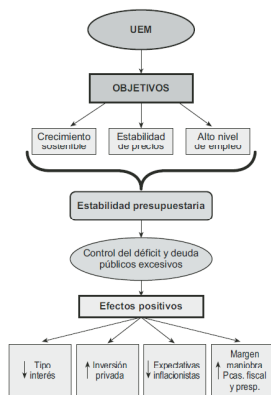 UEM
OBJETIVOS
Crecimiento
sostenible
Estabilidad
de precios
Alto nivel
de empleo
Estabilidad presupuestaria
Control del déficit y deuda
públicos excesivos
Efectos positivos
↓ Tipo
interés
↑ Inversión
privada
↓ Expectativas
inflacionistas
↑ Margen
maniobra
Pcas. fiscal
y presp.